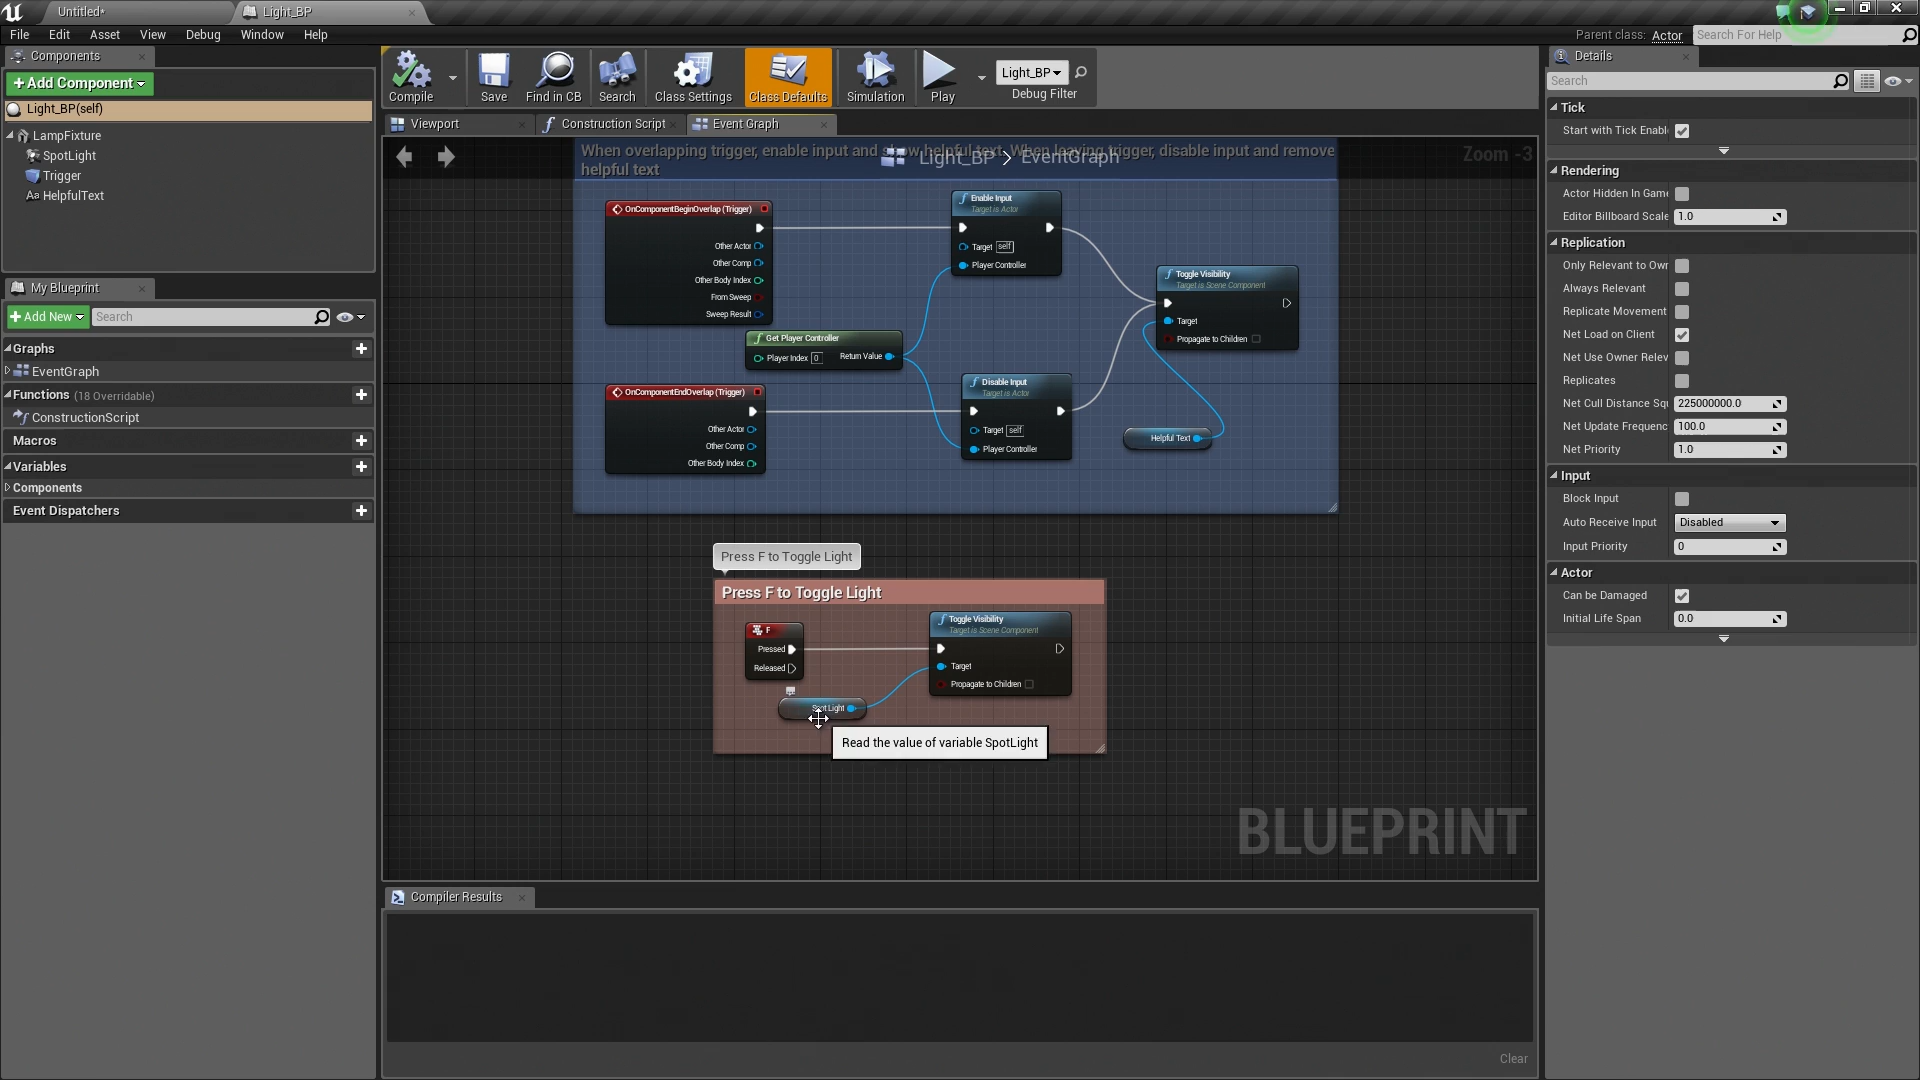 Untitled*
Light_BP
File Edit Asset View Debug Window Help
Parent class: Actor
Search For Help
Components
+Add Component
Light_BP(self)
LampFixture
SpotLight
Trigger
Aa HelpfulText
My Blueprint
+Add New
Search
Graphs
EventGraph
Functions (18 Overridable)
ConstructionScript
Macros
Variables
Components
Event Dispatchers
Compile
Save
Find in CB
Search
Class Settings
Class Defaults
Simulation
Play
Light_BP
Debug Filter
Viewport
Construction Script
Event Graph
Light_BP > EventGraph
Zoom -3
When overlapping trigger, enable input and show helpful text. When leaving trigger, disable input and remove
helpful text
OnComponentBeginOverlap (Trigger)
Other Actor
Other Comp
Other Body Index
From Sweep
Sweep Result
Enable Input
Target is Actor
Target self
Player Controller
Get Player Controller
Player Index 0
Return Value
Toggle Visibility
Target is Scene Component
Target
Propagate to Children
OnComponentEndOverlap (Trigger)
Other Actor
Other Comp
Other Body Index
Disable Input
Target is Actor
Target self
Player Controller
Helpful Text
Press F to Toggle Light
Press F to Toggle Light
F
Pressed
Released
Toggle Visibility
Target is Scene Component
Target
Propagate to Children
Spot Light
Read the value of variable SpotLight
BLUEPRINT
Compiler Results
Clear
Details
Search
Tick
Start with Tick Enabl
Rendering
Actor Hidden In Game
Editor Billboard Scale 1.0
Replication
Only Relevant to Owr
Always Relevant
Replicate Movement
Net Load on Client
Net Use Owner Relev
Replicates
Net Cull Distance Squ 225000000.0
Net Update Frequenc 100.0
Net Priority 1.0
Input
Block Input
Auto Receive Input Disabled
Input Priority 0
Actor
Can be Damaged
Initial Life Span 0.0